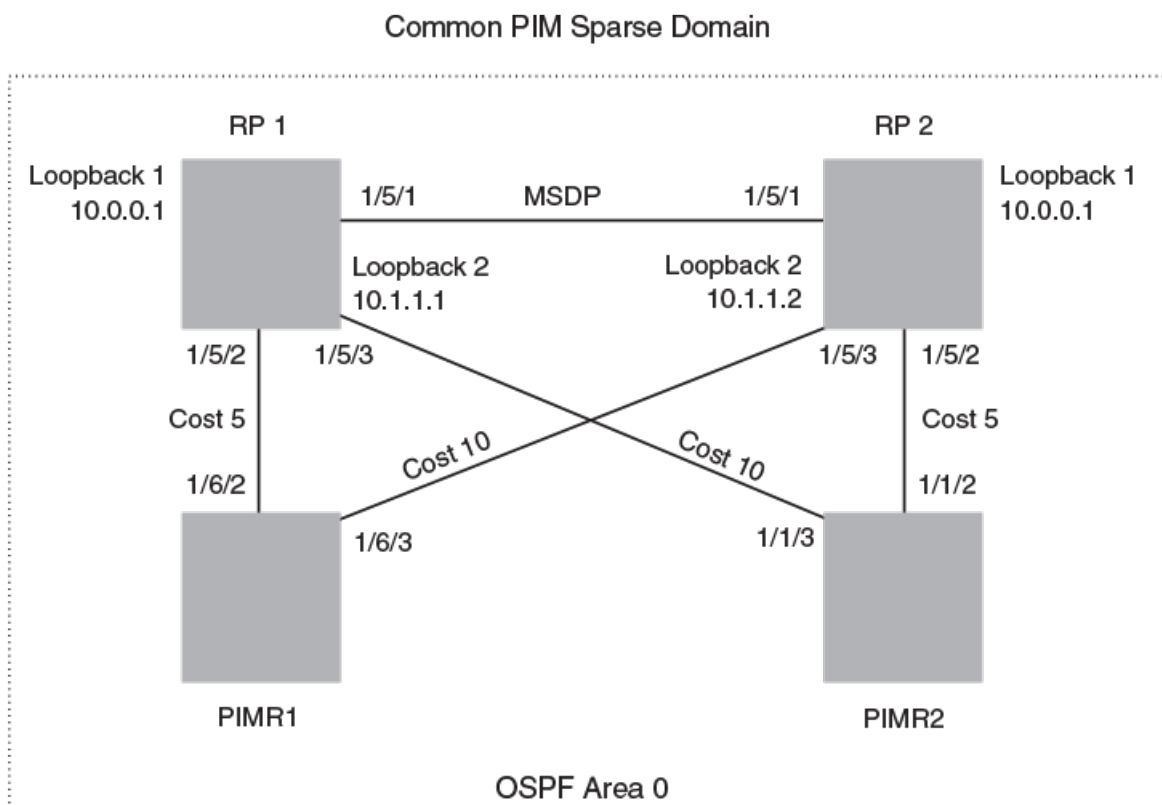 Common PIM Sparse Domain
RP 1
RP 2
Loopback 1
10.0.0.1
1/5/1
MSDP
1/5/1
Loopback 1
10.0.0.1
Loopback 2
10.1.1.1
Loopback 2
10.1.1.2
1/5/2
1/5/3
1/5/3
1/5/2
Cost 5
Cost 10
Cost 10
Cost 5
1/6/2
1/6/3
1/1/3
1/1/2
PIMR1
PIMR2
OSPF Area 0